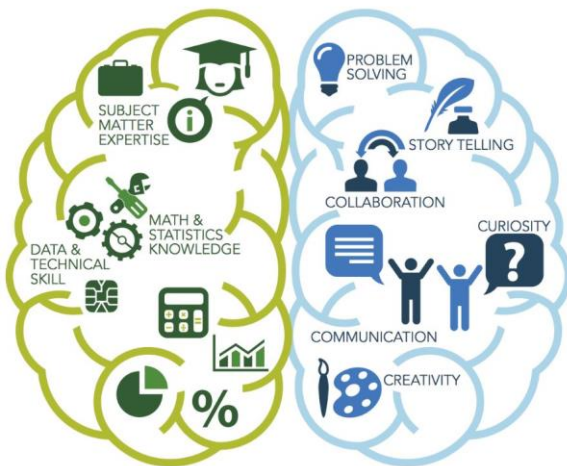 SUBJECT
MATTER
EXPERTISE
i
MATH &
STATISTICS
KNOWLEDGE
DATA &
TECHNICAL
SKILL
%
PROBLEM
SOLVING
STORY TELLING
COLLABORATION
CURIOSITY
?
COMMUNICATION
CREATIVITY